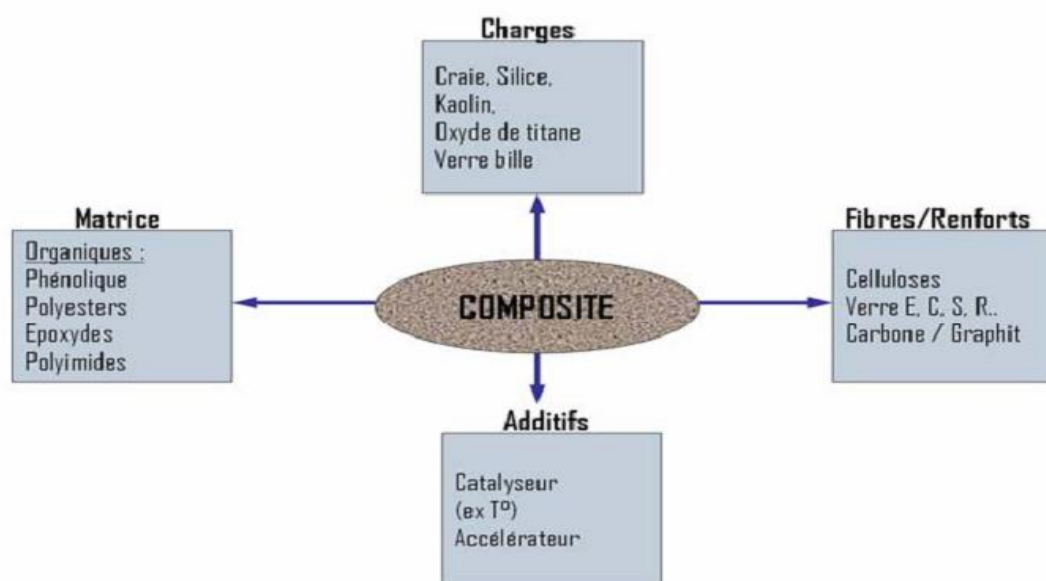 Charges
Craie, Silice,
Kaolin,
Oxyde de titane
Verre bille
Matrice
Organiques :
Phénolique
Polyesters
Epoxydes
Polyimides
COMPOSITE
Fibres/Renforts
Celluloses
Verre E, C, S, R..
Carbone / Graphit
Additifs
Catalyseur
(ex Tº)
Accélérateur